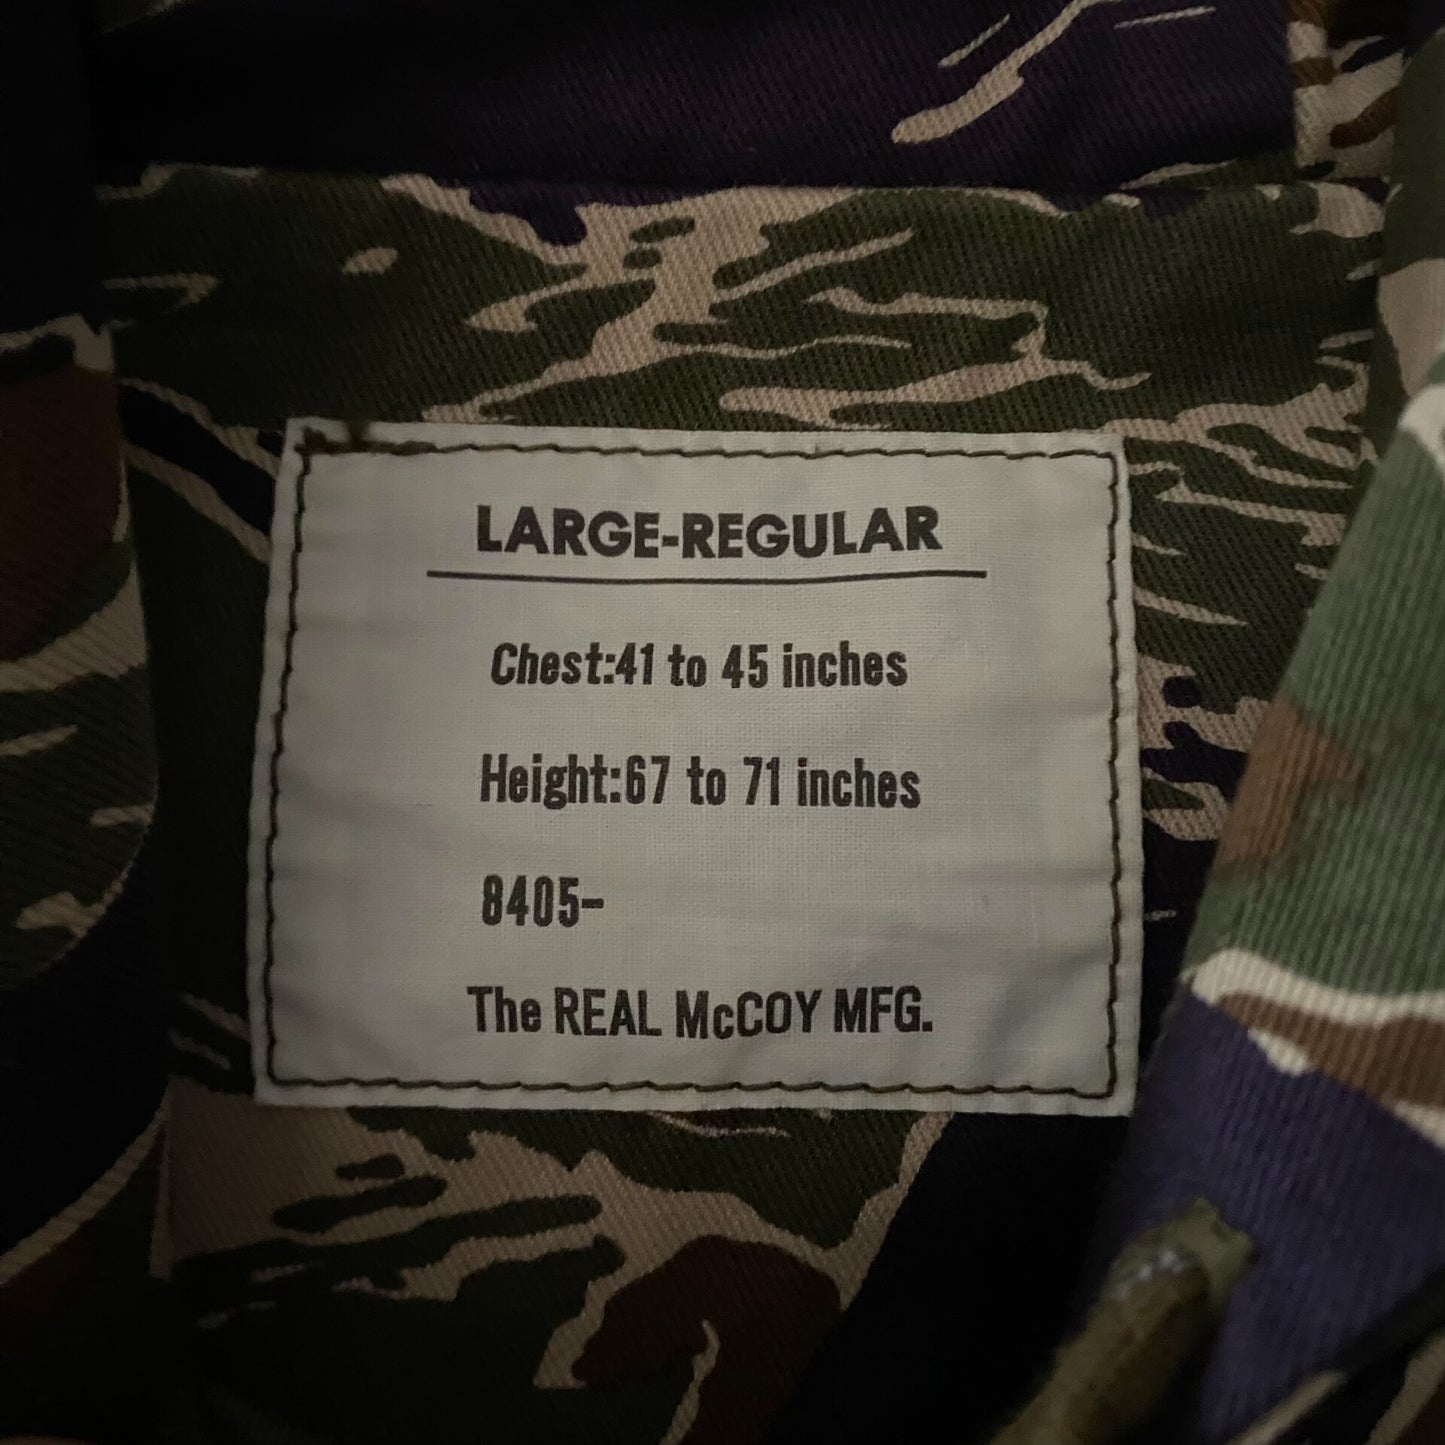 LARGE-REGULAR
Chest:41 to 45 inches
Height:67 to 71 inches
8405-
The REAL McCOY MFG.